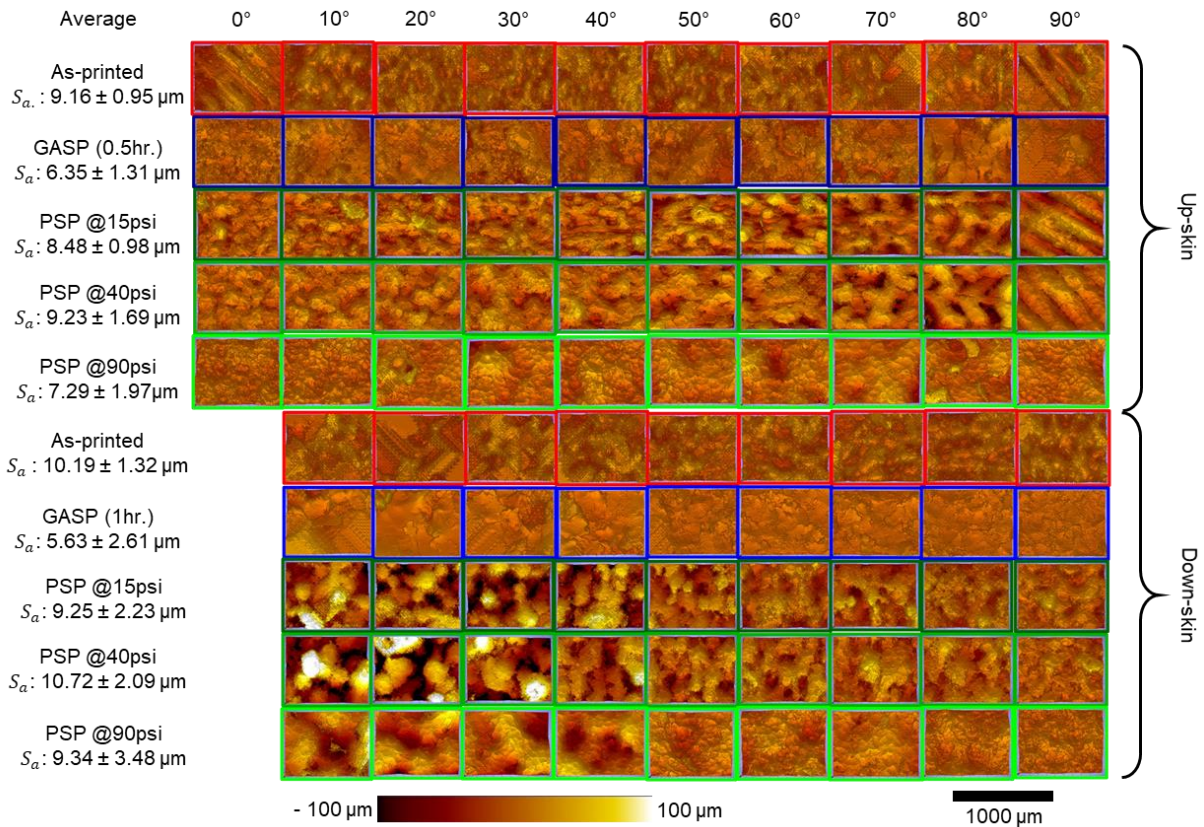 Average 0° 10° 20° 30° 40° 50° 60° 70° 80° 90°
As-printed
Sa. : 9.16 ± 0.95 µm
GASP (0.5hr.)
Sa: 6.35 ± 1.31 µm
PSP @15psi
Sa: 8.48 ± 0.98 µm
PSP @40psi
Sa: 9.23 ± 1.69 µm
PSP @90psi
Sa: 7.29 ± 1.97µm
Up-skin
As-printed
Sa : 10.19 ± 1.32 µm
GASP (1hr.)
Sa: 5.63 ± 2.61 µm
PSP @15psi
Sa: 9.25 ± 2.23 µm
PSP @40psi
Sa: 10.72 ± 2.09 µm
PSP @90psi
Sa: 9.34 ± 3.48 µm
Down-skin
- 100 µm 100 µm
1000 µm